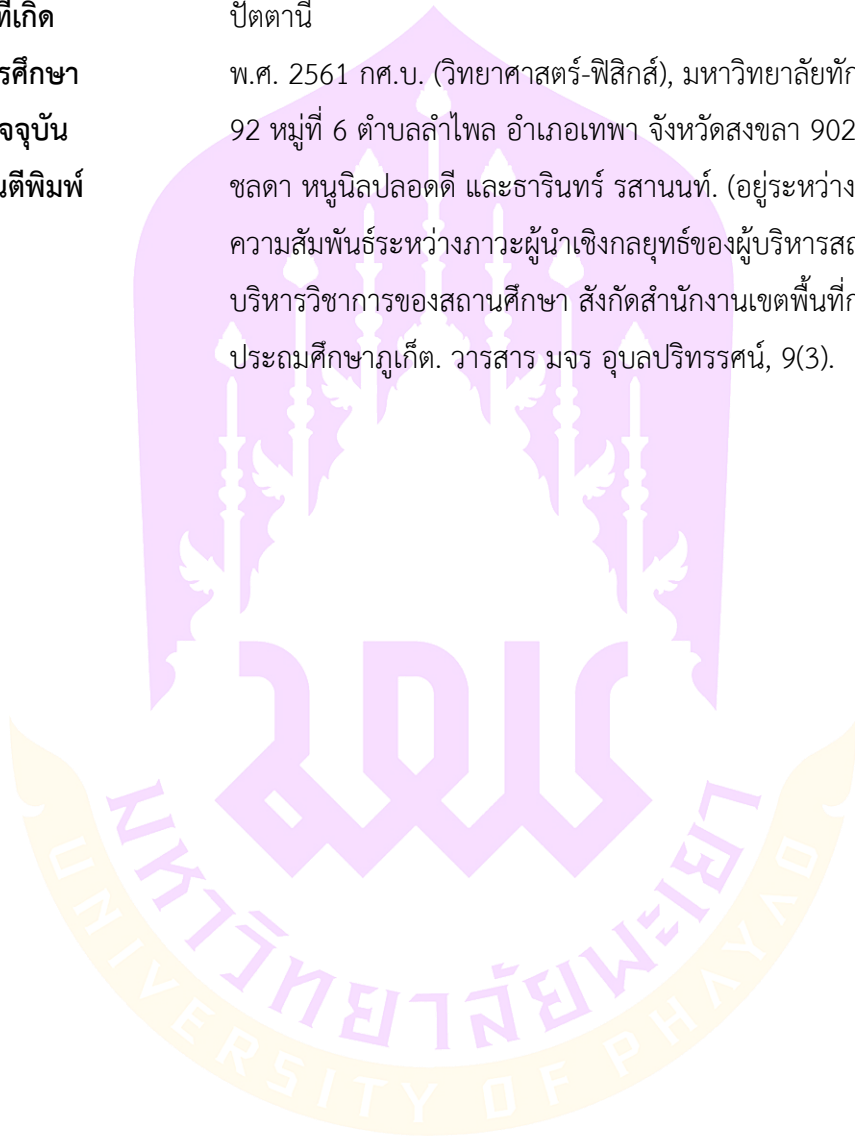 ที่เกิด ปัตตานี
รศึกษา พ.ศ. 2561 กศ.บ. (วิทยาศาสตร์-ฟิสิกส์), มหาวิทยาลัยทัก
จจุบัน 92 หมู่ที่ 6 ตำบลลำไพล อำเภอเทพา จังหวัดสงขลา 902
นตีพิมพ์ ชลดา หนูนิลปลอดดี และธารินทร์ รสานนท์. (อยู่ระหว่าง
ความสัมพันธ์ระหว่างภาวะผู้นำเชิงกลยุทธ์ของผู้บริหารสถ
บริหารวิชาการของสถานศึกษา สังกัดสำนักงานเขตพื้นที่ก
ประถมศึกษาภูเก็ต. วารสาร มจร อุบลปริทรรศน์, 9(3).
มหาวิทยาลัยพะเยา
UNIVERSITY OF PHAYAO